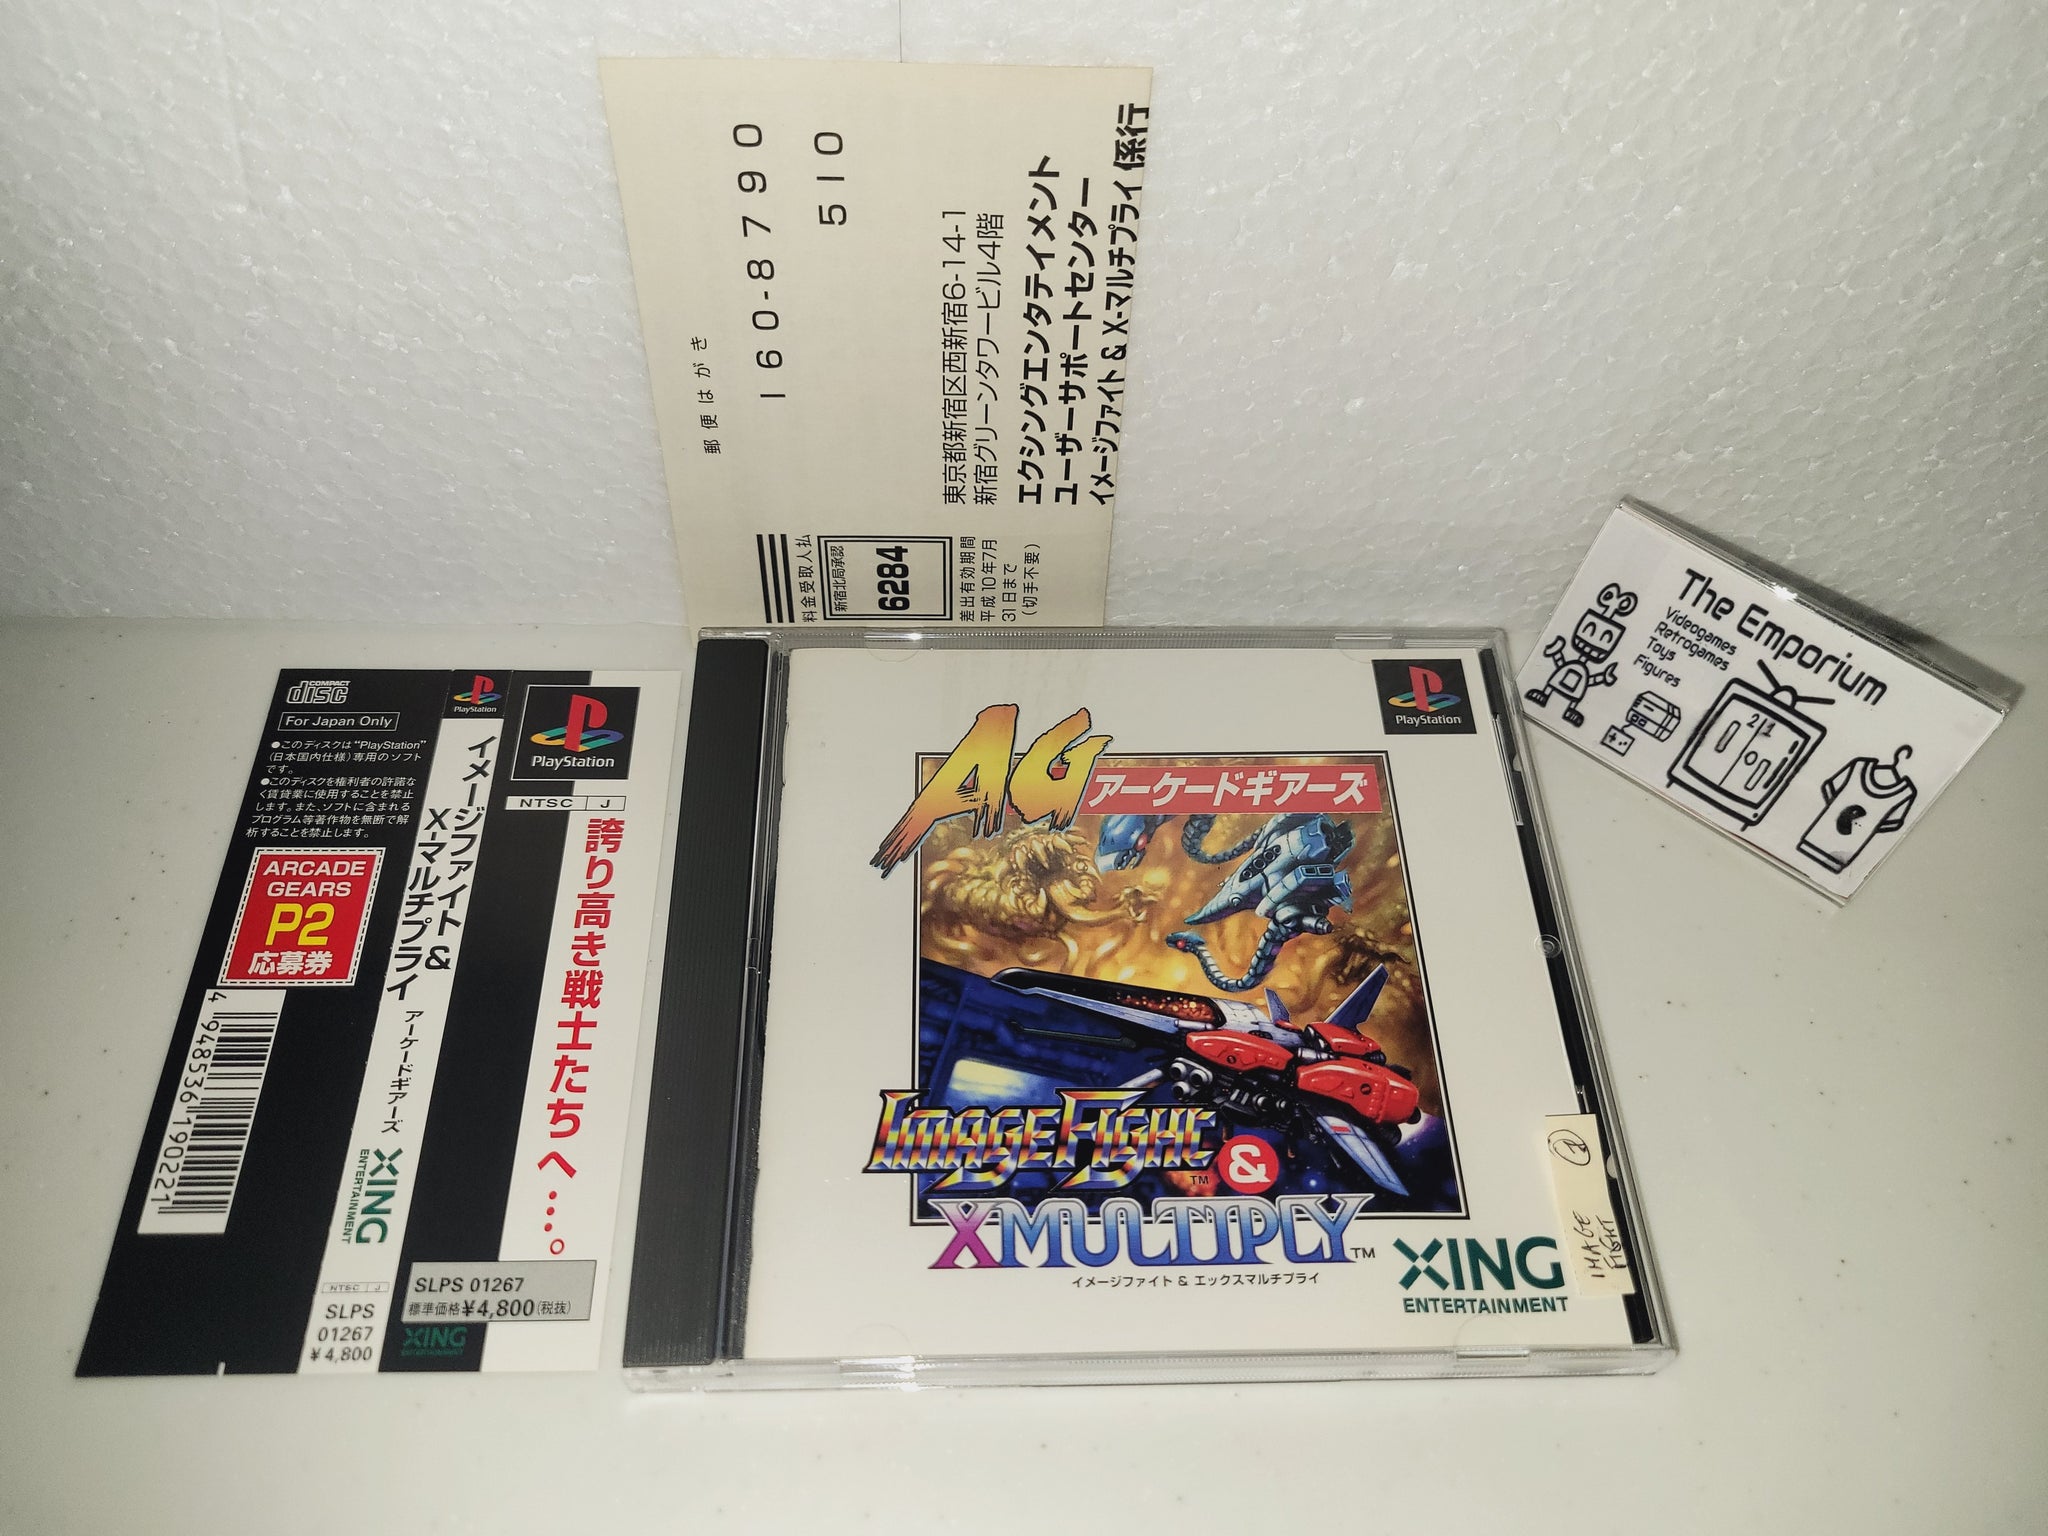 郵便はがき
160-8790
510
東京都新宿区西新宿6-14-1
新宿グリーンタワービル4階
エクシングエンタテイメント
ユーザーサポートセンター
イメージファイト & X-マルチプライ 係行
料金受取人払
新宿北局承認
6284
差出有効期間
平成10年7月
31日まで
(切手不要)
COMPACT
disc
For Japan Only
●このディスクは"PlayStation"
(日本国内仕様)専用のソフト
です。
●このディスクを権利者の許諾な
く賃貸業に使用することを禁止
します。また、ソフトに含まれる
プログラム等著作物を無断で解
析することを禁止します。
ARCADE
GEARS
P2
応募券
4 948536 190221
PlayStation
イメージファイト &
X-マルチプライ
アーケードギアーズ
XING
ENTERTAINMENT
NTSC J
SLPS
01267
¥4,800
PlayStation
NTSC J
誇り高き戦士たちへ…。
SLPS 01267
標準価格¥4,800(税抜)
XING
ENTERTAINMENT
PlayStation
AG
アーケードギアーズ
IMAGE FIGHT TM
&
XMULTIPLY TM
イメージファイト & エックスマルチプライ
XING
ENTERTAINMENT
IMAGE
FIGHT
The Emporium
Videogames
Retrogames
Toys
Figures